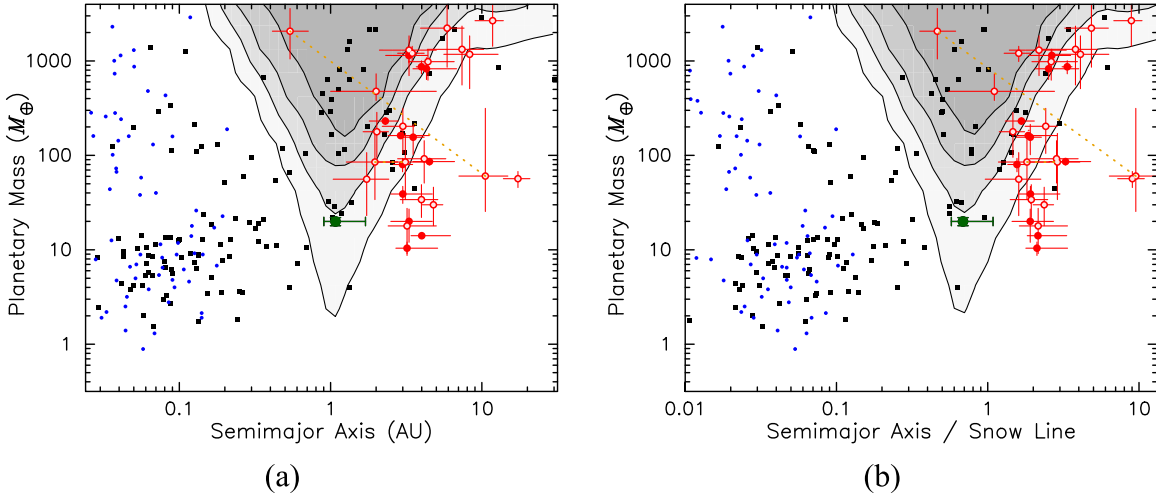 1000
100
10
1
Planetary Mass (M⊕)
0.1
1
10
Semimajor Axis (AU)
(a)
1000
100
10
1
Planetary Mass (M⊕)
0.01
0.1
1
10
Semimajor Axis / Snow Line
(b)